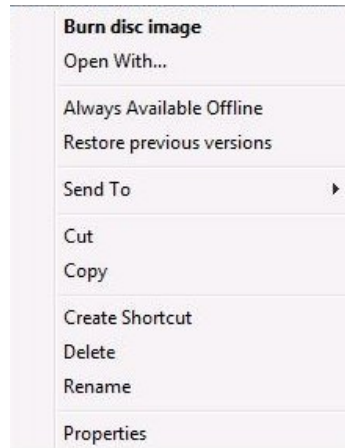 Burn disc image
Open With...
Always Available Offline
Restore previous versions
Send To
Cut
Copy
Create Shortcut
Delete
Rename
Properties